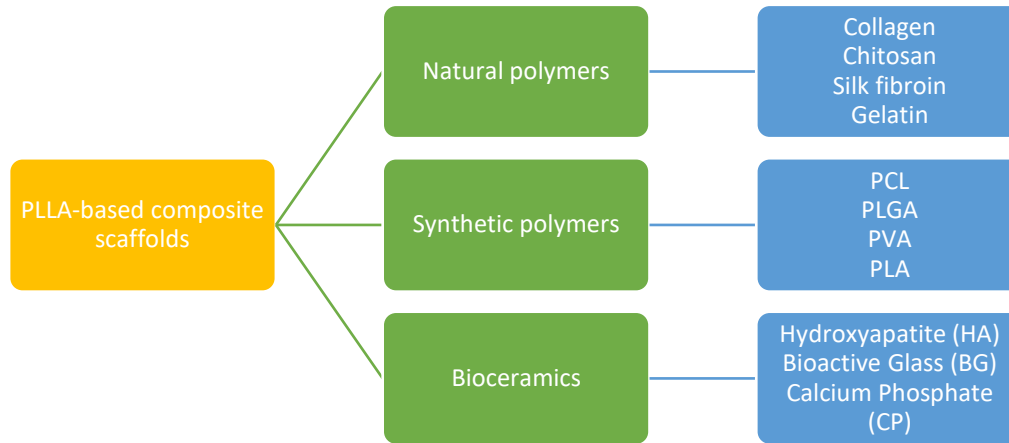 PLLA-based composite
scaffolds
Natural polymers
Collagen
Chitosan
Silk fibroin
Gelatin
Synthetic polymers
PCL
PLGA
PVA
PLA
Bioceramics
Hydroxyapatite (HA)
Bioactive Glass (BG)
Calcium Phosphate
(CP)